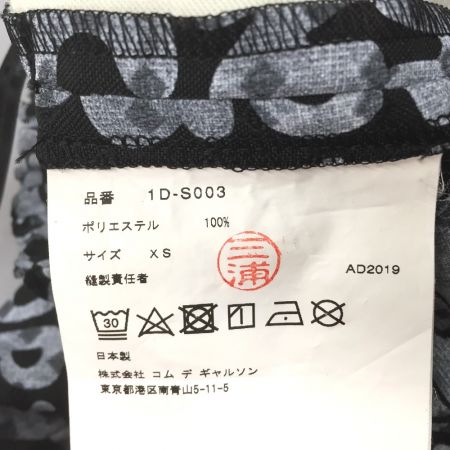 品番 1D-S003
ポリエステル 100%
サイズ XS
三浦
縫製責任者 AD2019
30
日本製
株式会社 コム デ ギャルソン
東京都港区南青山5-11-5